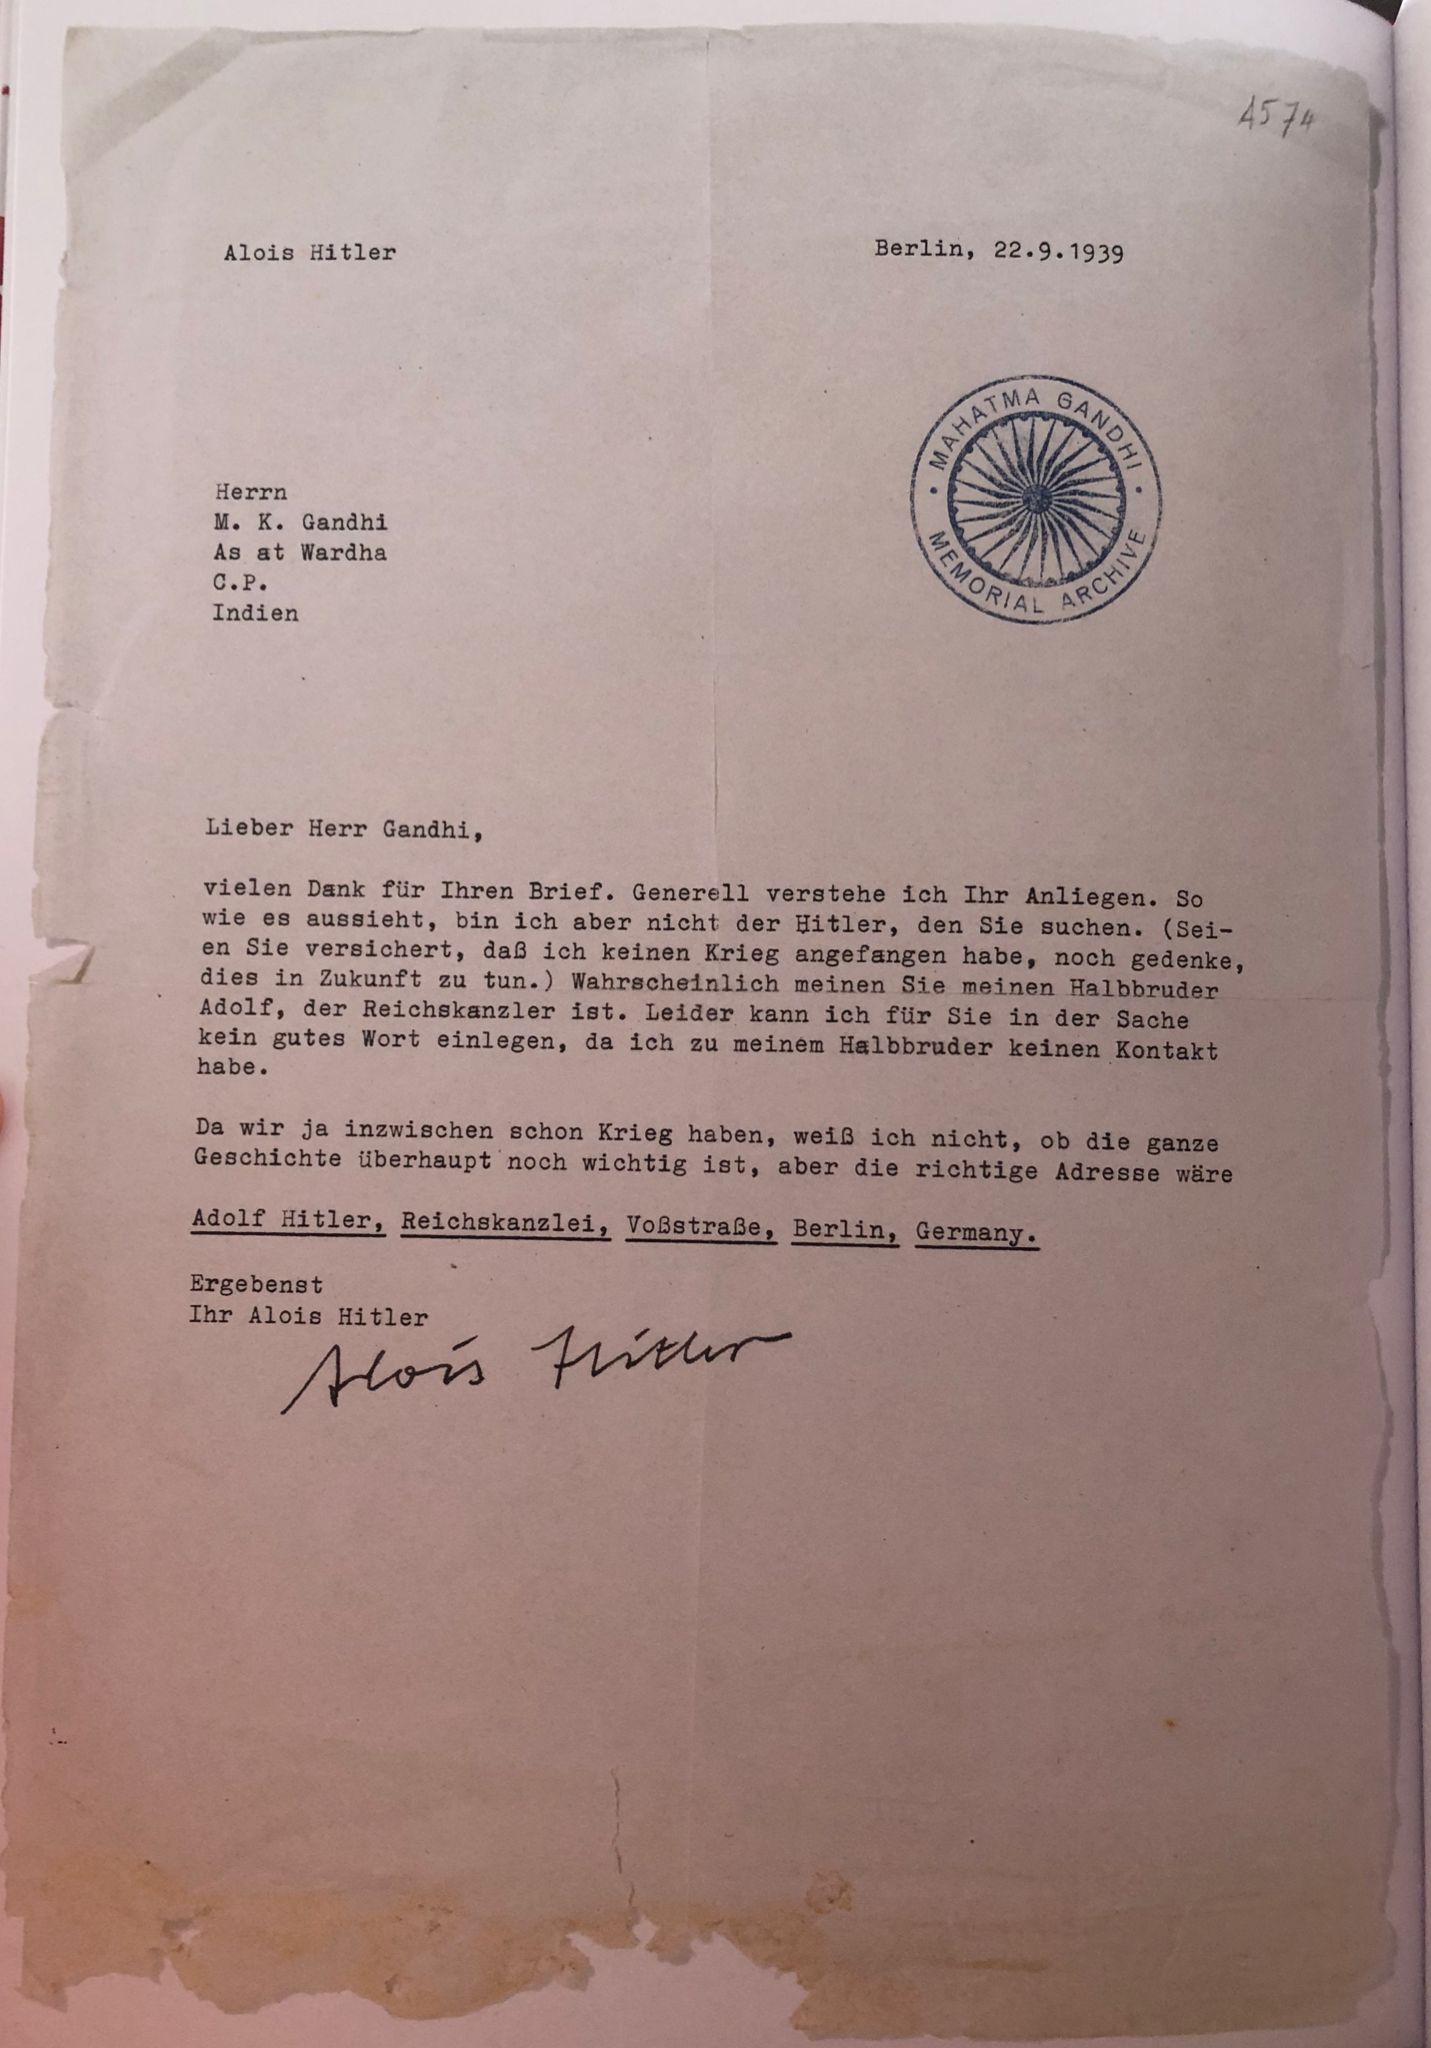 4574
Alois Hitler
Berlin, 22.9.1939
MAHATMA GANDHI
MEMORIAL ARCHIVE
Herrn
M. K. Gandhi
As at Wardha
C.P.
Indien
Lieber Herr Gandhi,
vielen Dank für Ihren Brief. Generell verstehe ich Ihr Anliegen. So
wie es aussieht, bin ich aber nicht der Hitler, den Sie suchen. (Sei-
en Sie versichert, daß ich keinen Krieg angefangen habe, noch gedenke,
dies in Zukunft zu tun.) Wahrscheinlich meinen Sie meinen Halbbruder
Adolf, der Reichskanzler ist. Leider kann ich für Sie in der Sache
kein gutes Wort einlegen, da ich zu meinem Halbbruder keinen Kontakt
habe.
Da wir ja inzwischen schon Krieg haben, weiß ich nicht, ob die ganze
Geschichte überhaupt noch wichtig ist, aber die richtige Adresse wäre
Adolf Hitler, Reichskanzlei, Voßstraße, Berlin, Germany.
Ergebenst
Ihr Alois Hitler
Alois Hitler